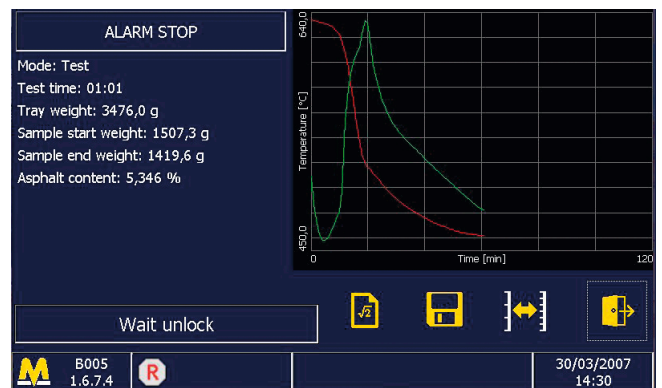 ALARM STOP
Mode: Test
Test time: 01:01
Tray weight: 3476,0 g
Sample start weight: 1507,3 g
Sample end weight: 1419,6 g
Asphalt content: 5,346 %
640,0
Temperature [°C]
450,0
0
Time [min]
120
√2
Wait unlock
B005
1.6.7.4
R
30/03/2007
14:30